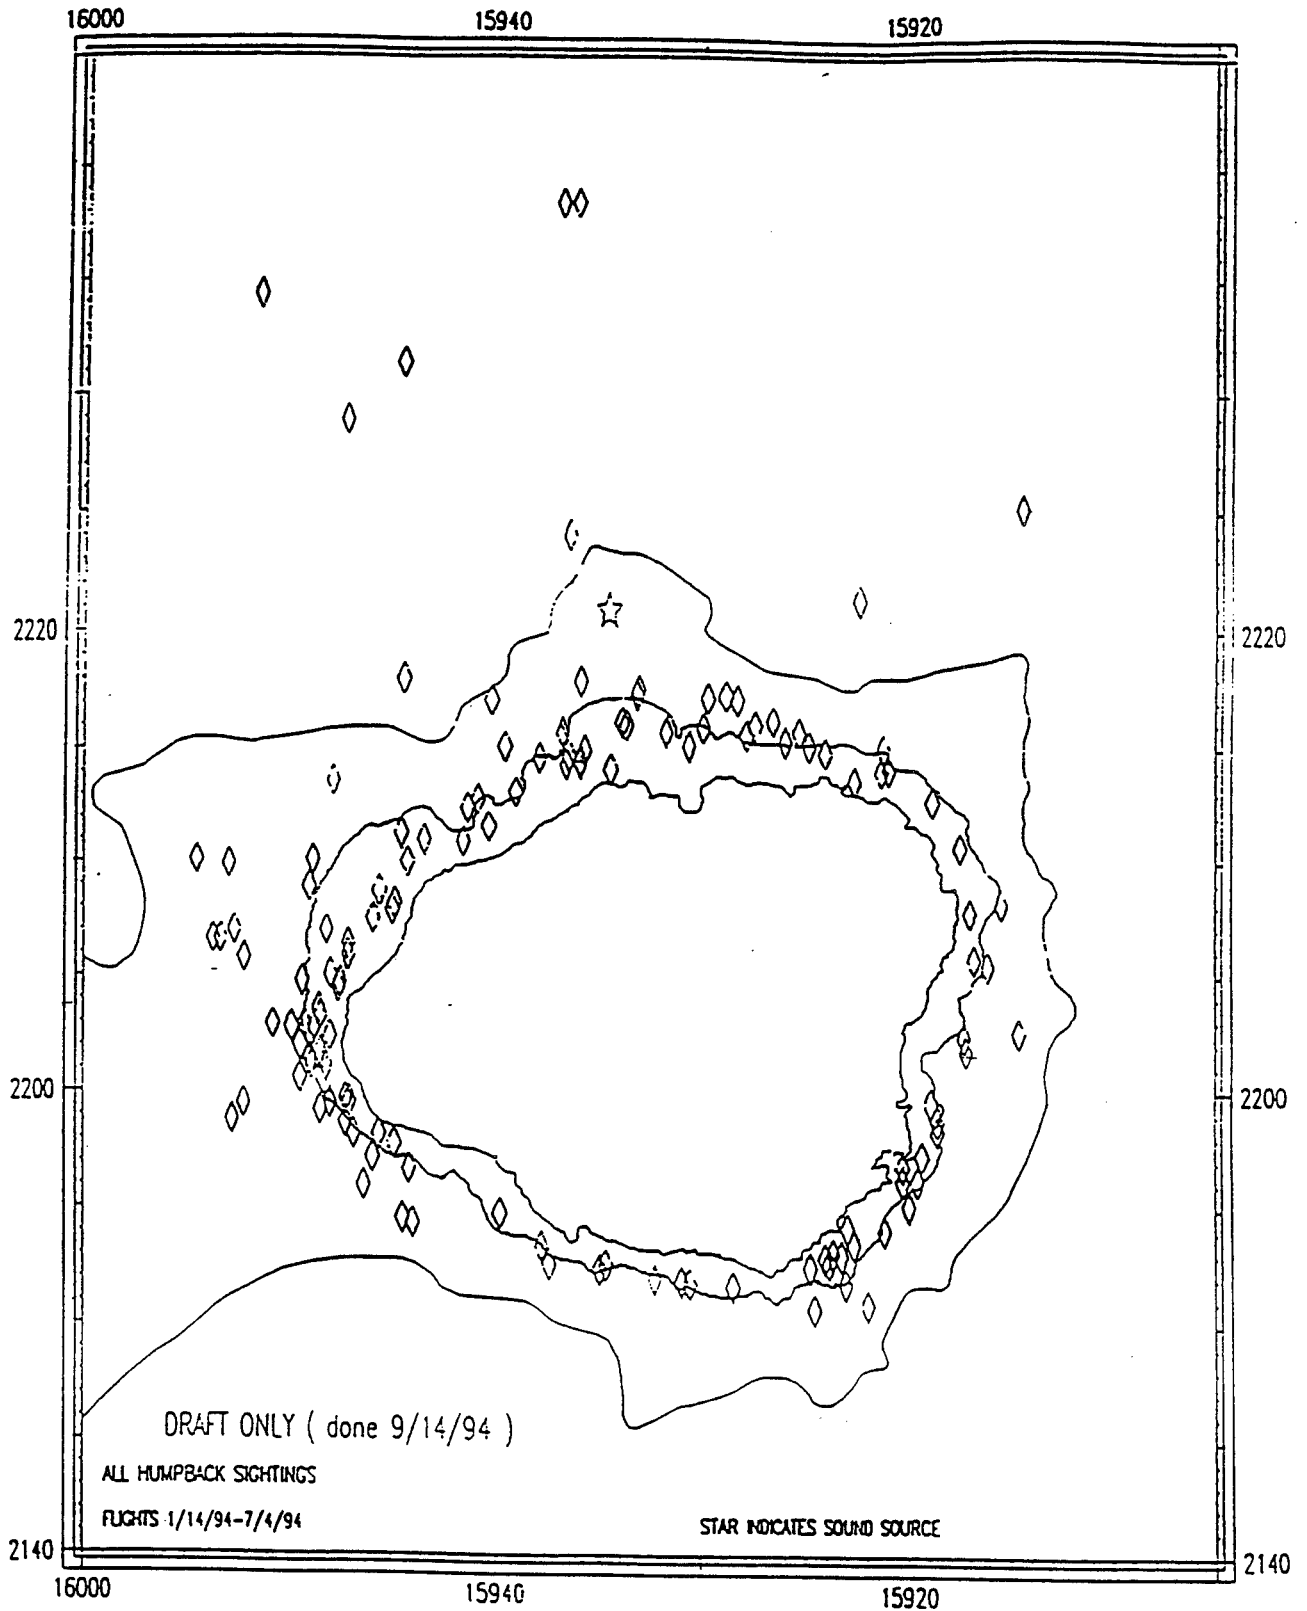 16000 15940 15920
2220 2220
2200 2200
DRAFT ONLY ( done 9/14/94 )
ALL HUMPBACK SIGHTINGS
FLIGHTS 1/14/94-7/4/94
STAR INDICATES SOUND SOURCE
2140 2140
16000 15940 15920